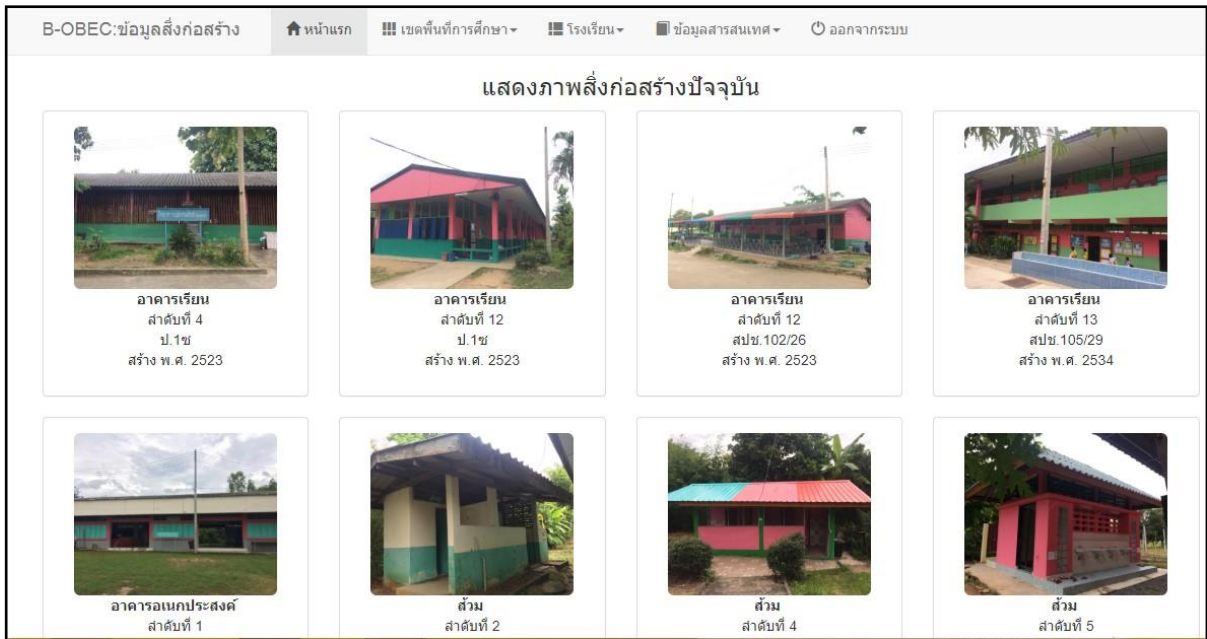 B-OBEC:ข้อมูลสิ่งก่อสร้าง
หน้าแรก
เขตพื้นที่การศึกษา
โรงเรียน
ข้อมูลสารสนเทศ
ออกจากระบบ
แสดงภาพสิ่งก่อสร้างปัจจุบัน
อาคารเรียน
ลำดับที่ 4
ป.1ซ
สร้าง พ.ศ. 2523
อาคารเรียน
ลำดับที่ 12
ป.1ซ
สร้าง พ.ศ. 2523
อาคารเรียน
ลำดับที่ 12
สปช.102/26
สร้าง พ.ศ. 2523
อาคารเรียน
ลำดับที่ 13
สปช.105/29
สร้าง พ.ศ. 2534
อาคารอเนกประสงค์
ลำดับที่ 1
ส้วม
ลำดับที่ 2
ส้วม
ลำดับที่ 4
ส้วม
ลำดับที่ 5